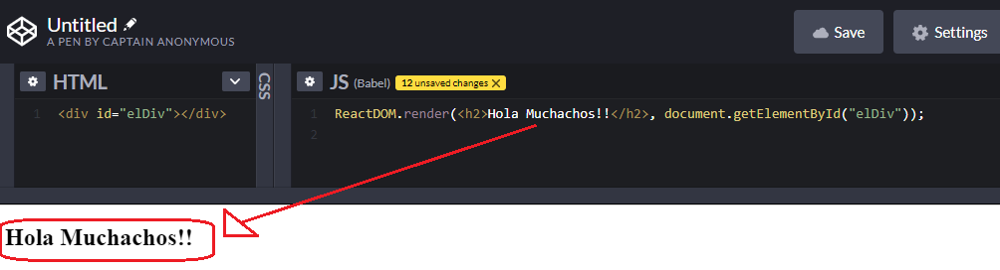 Untitled
A PEN BY CAPTAIN ANONYMOUS
Save
Settings
HTML
CSS
JS (Babel) 12 unsaved changes X
1 <div id="elDiv"></div>
1 ReactDOM.render(<h2>Hola Muchachos!!</h2>, document.getElementById("elDiv"));
2
Hola Muchachos!!